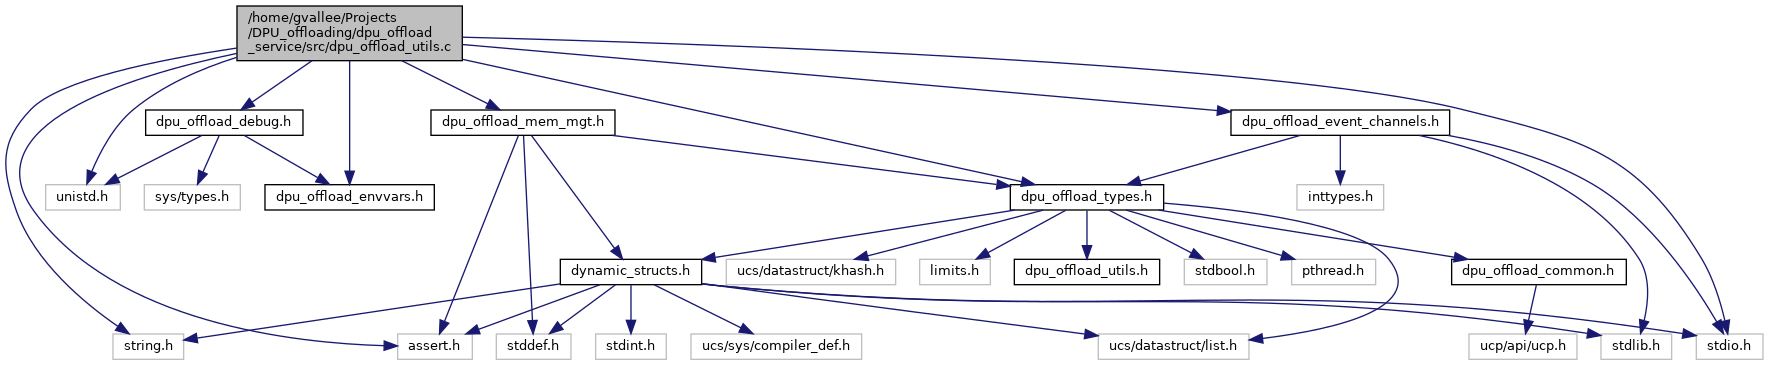 /home/gvallee/Projects
/DPU_offloading/dpu_offload
_service/src/dpu_offload_utils.c
dpu_offload_debug.h
dpu_offload_mem_mgt.h
dpu_offload_event_channels.h
unistd.h
sys/types.h
dpu_offload_envvars.h
dpu_offload_types.h
inttypes.h
dynamic_structs.h
ucs/datastruct/khash.h
limits.h
dpu_offload_utils.h
stdbool.h
pthread.h
dpu_offload_common.h
string.h
assert.h
stddef.h
stdint.h
ucs/sys/compiler_def.h
ucs/datastruct/list.h
ucp/api/ucp.h
stdlib.h
stdio.h